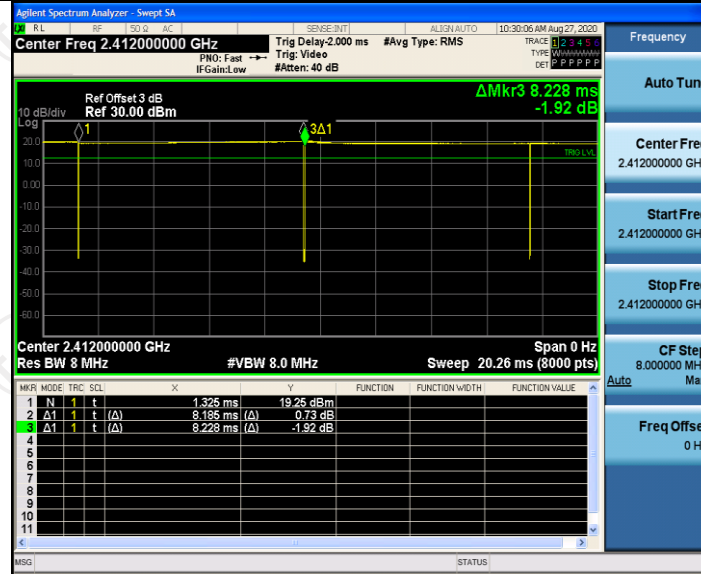 Agilent Spectrum Analyzer - Swept SA
RL RF 50 Ω AC SENSE:INT ALIGN AUTO 10:30:06 AM Aug 27, 2020
Center Freq 2.412000000 GHz
PNO: Fast
IFGain:Low
Trig Delay-2.000 ms
Trig: Video
#Atten: 40 dB
#Avg Type: RMS
TRACE 1 2 3 4 5 6
TYPE WWWWWW
DET P P P P P P
Frequency
Ref Offset 3 dB
10 dB/div Ref 30.00 dBm
Log
ΔMkr3 8.228 ms
-1.92 dB
Auto Tun
1
3Δ1
20.0
TRIG LVL
10.0
0.00
-10.0
-20.0
-30.0
-40.0
-50.0
-60.0
Center Fre
2.412000000 GH
Start Fre
2.412000000 GH
Stop Fre
2.412000000 GH
Center 2.412000000 GHz Span 0 Hz
Res BW 8 MHz #VBW 8.0 MHz Sweep 20.26 ms (8000 pts)
CF Ste
8.000000 MH
Auto Ma
MKR MODE TRC SCL X Y FUNCTION FUNCTION WIDTH FUNCTION VALUE
1 N 1 t 1.325 ms 19.25 dBm
2 Δ1 1 t (Δ) 8.185 ms (Δ) 0.73 dB
3 Δ1 1 t (Δ) 8.228 ms (Δ) -1.92 dB
4
5
6
7
8
9
10
11
Freq Offse
0 H
MSG STATUS